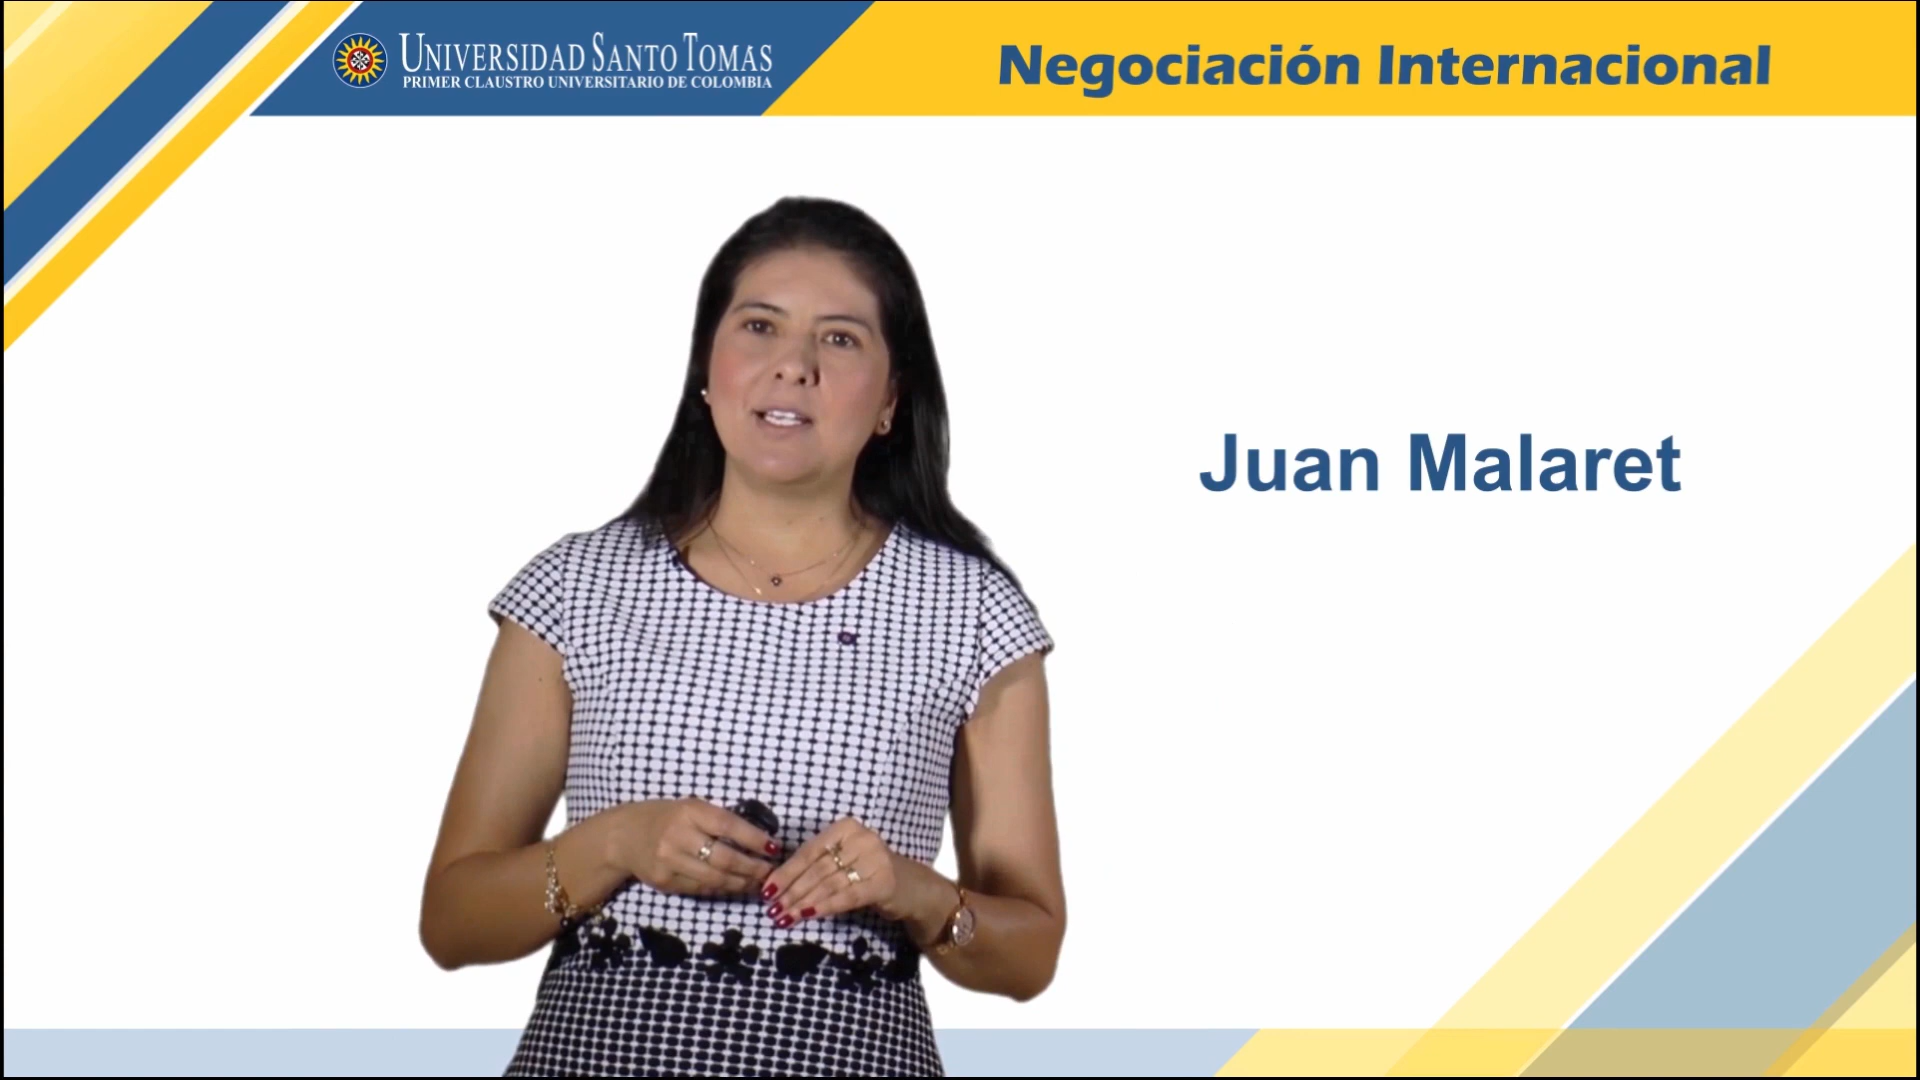 UNIVERSIDAD SANTO TOMAS
PRIMER CLAUSTRO UNIVERSITARIO DE COLOMBIA
Negociación Internacional
Juan Malaret